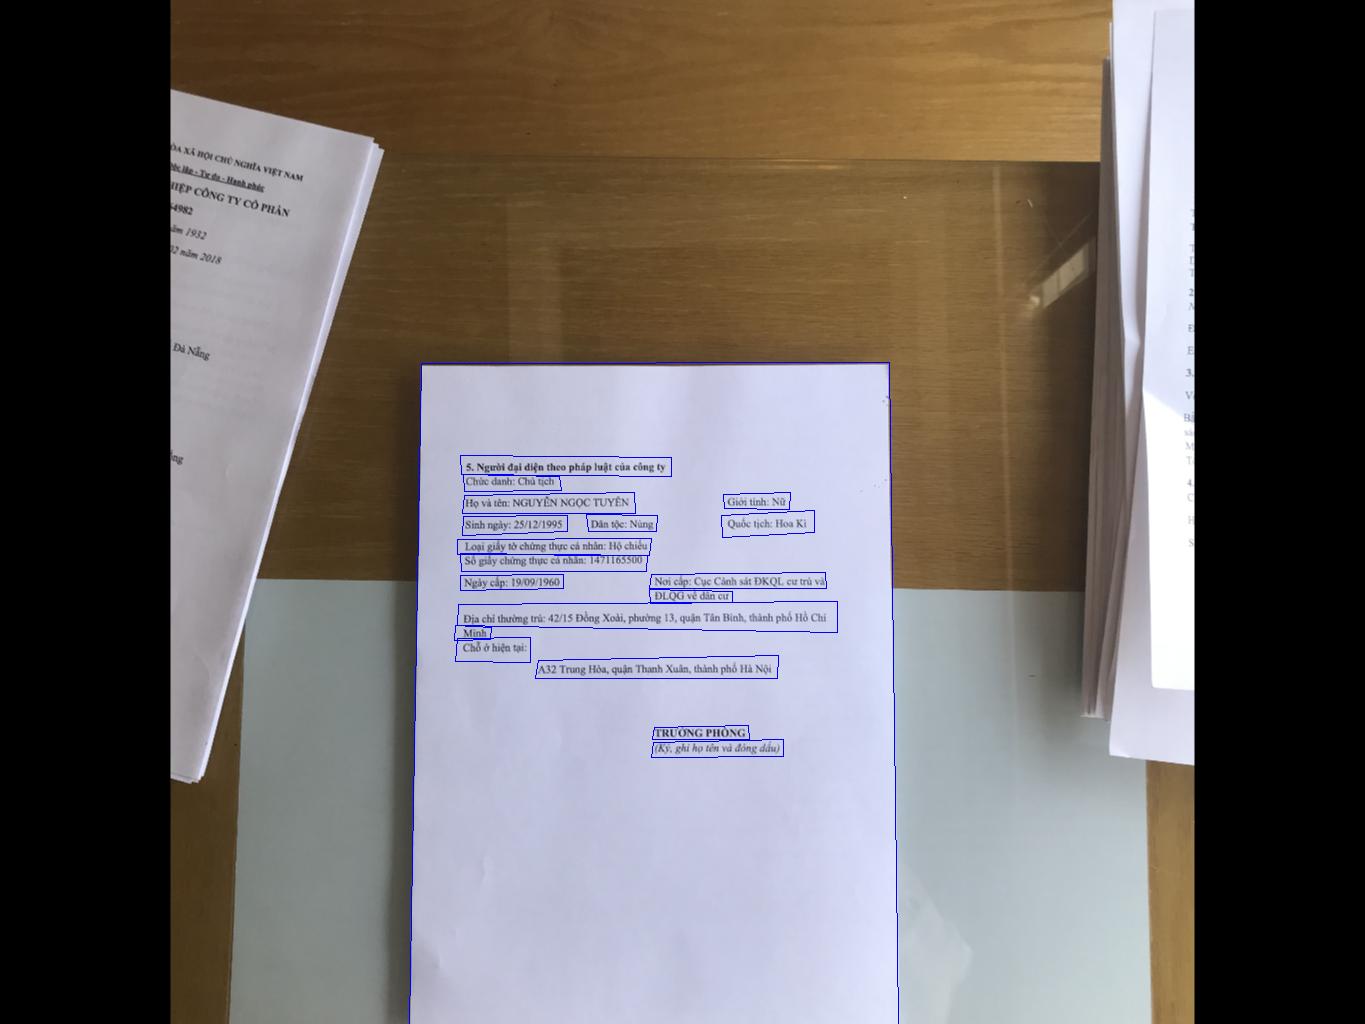 ÒA XÃ HỘI CHỦ NGHĨA VIỆT NAM
Độc lập - Tự do - Hạnh phúc
HIỆP CÔNG TY CỔ PHẦN
54982
năm 1932
02 năm 2018
Đà Nẵng
5. Người đại diện theo pháp luật của công ty
Chức danh: Chủ tịch
Họ và tên: NGUYỄN NGỌC TUYÊN Giới tính: Nữ
Sinh ngày: 25/12/1995 Dân tộc: Nùng Quốc tịch: Hoa Kì
Loại giấy tờ chứng thực cá nhân: Hộ chiếu
Số giấy chứng thực cá nhân: 1471165500
Ngày cấp: 19/09/1960 Nơi cấp: Cục Cảnh sát ĐKQL cư trú và
ĐLQG về dân cư
Địa chỉ thường trú: 42/15 Đồng Xoài, phường 13, quận Tân Bình, thành phố Hồ Chí
Minh
Chỗ ở hiện tại:
A32 Trung Hòa, quận Thanh Xuân, thành phố Hà Nội
TRƯỞNG PHÒNG
(Ký, ghi họ tên và đóng dấu)